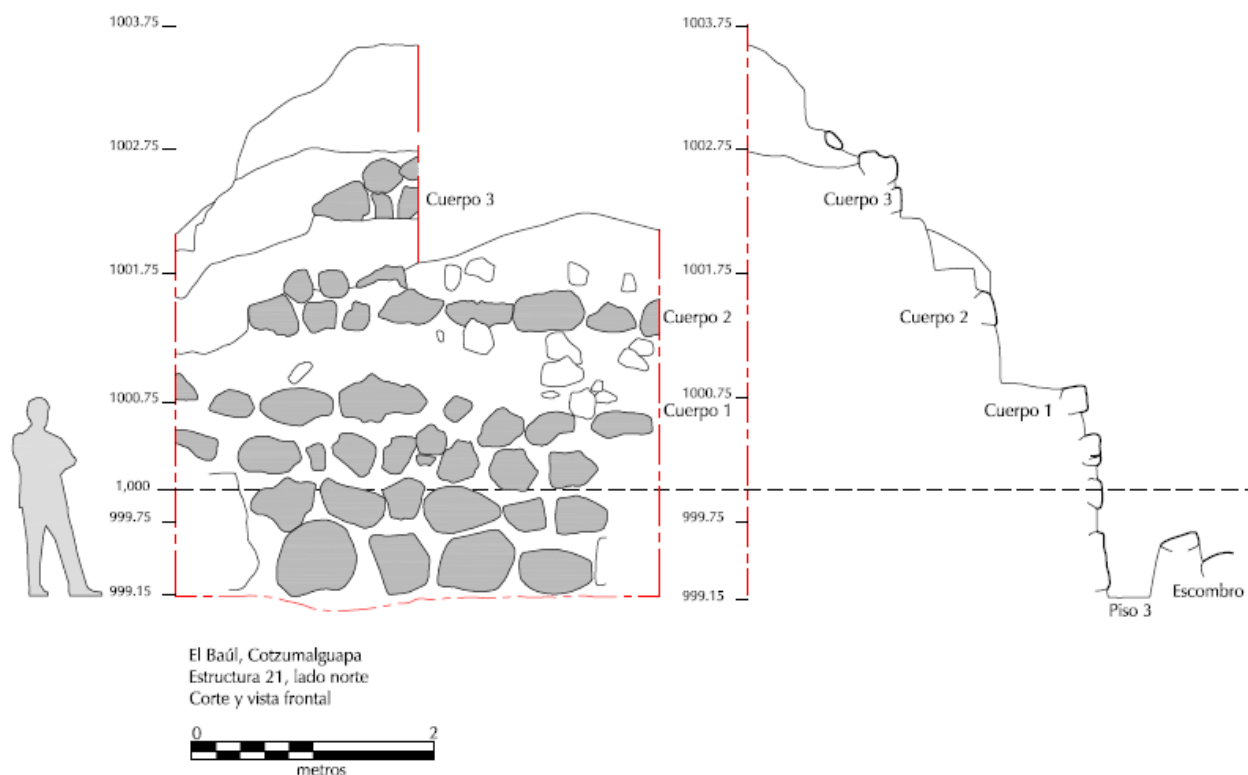 1003.75
1002.75
1001.75
1000.75
1,000
999.75
999.15
Cuerpo 3
Cuerpo 2
Cuerpo 1
1003.75
1002.75
1001.75
1000.75
999.75
999.15
Cuerpo 3
Cuerpo 2
Cuerpo 1
Piso 3
Escombro
El Baúl, Cotzumalguapa
Estructura 21, lado norte
Corte y vista frontal
0 2
metros